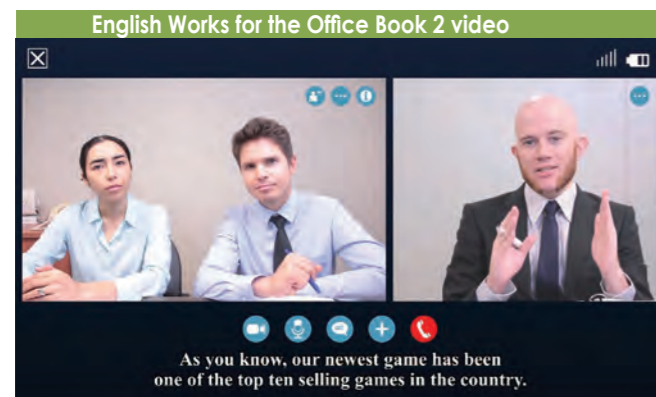 English Works for the Office Book 2 video
As you know, our newest game has been
one of the top ten selling games in the country.